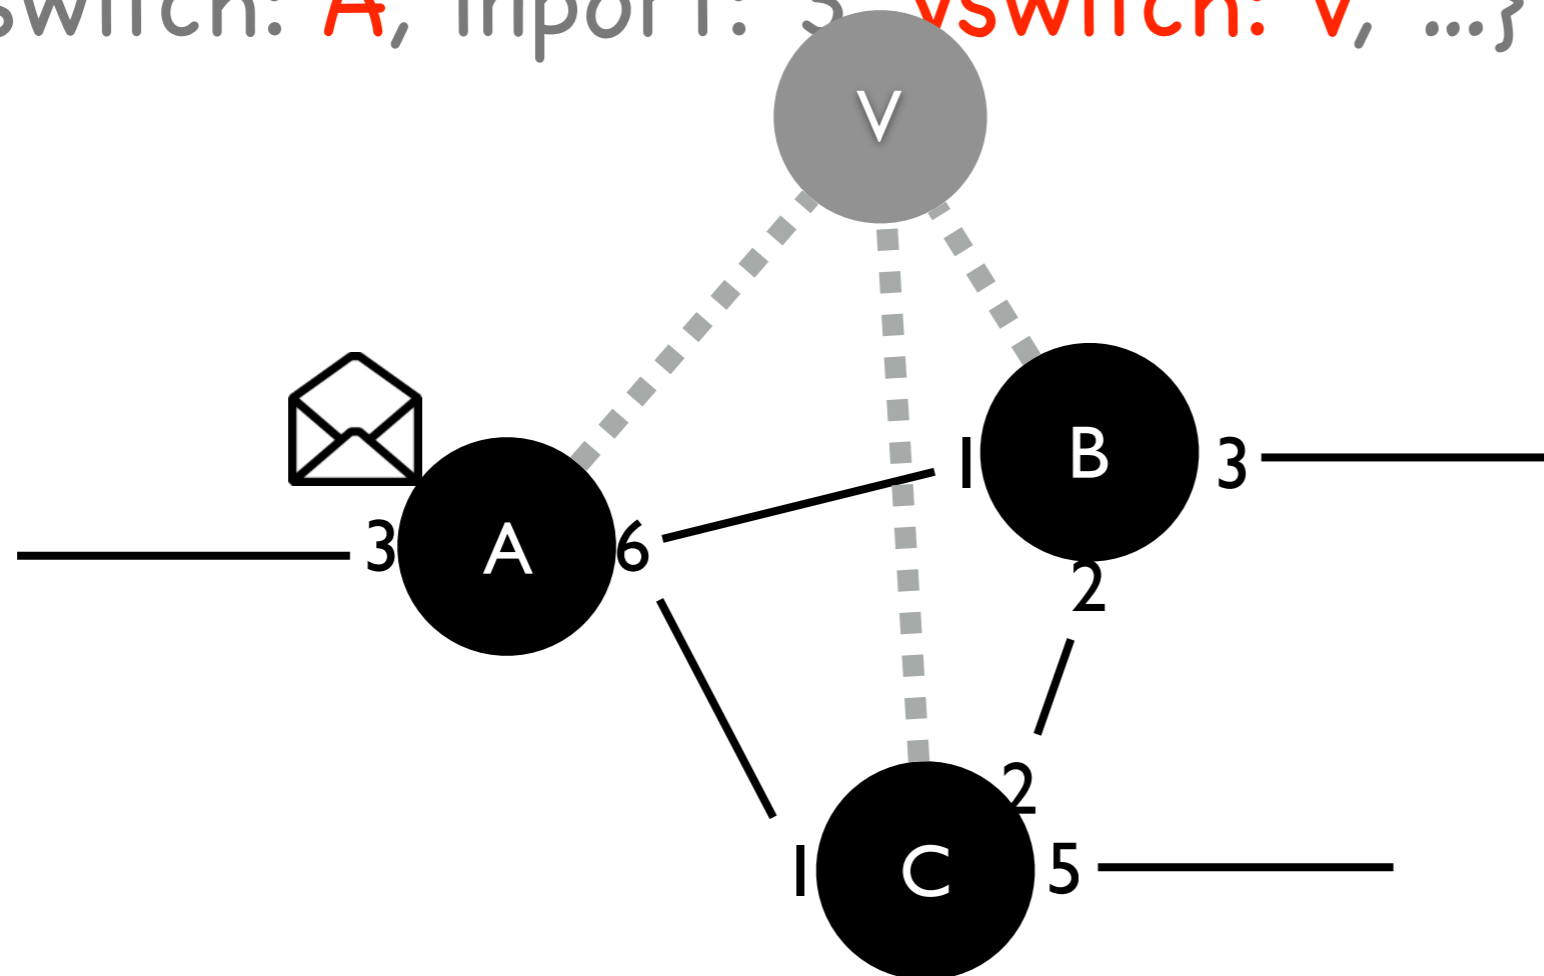 switch: A, inport: 3, vswitch: V, ...}
V
B
1
3
A
3
6
2
2
C
1
5